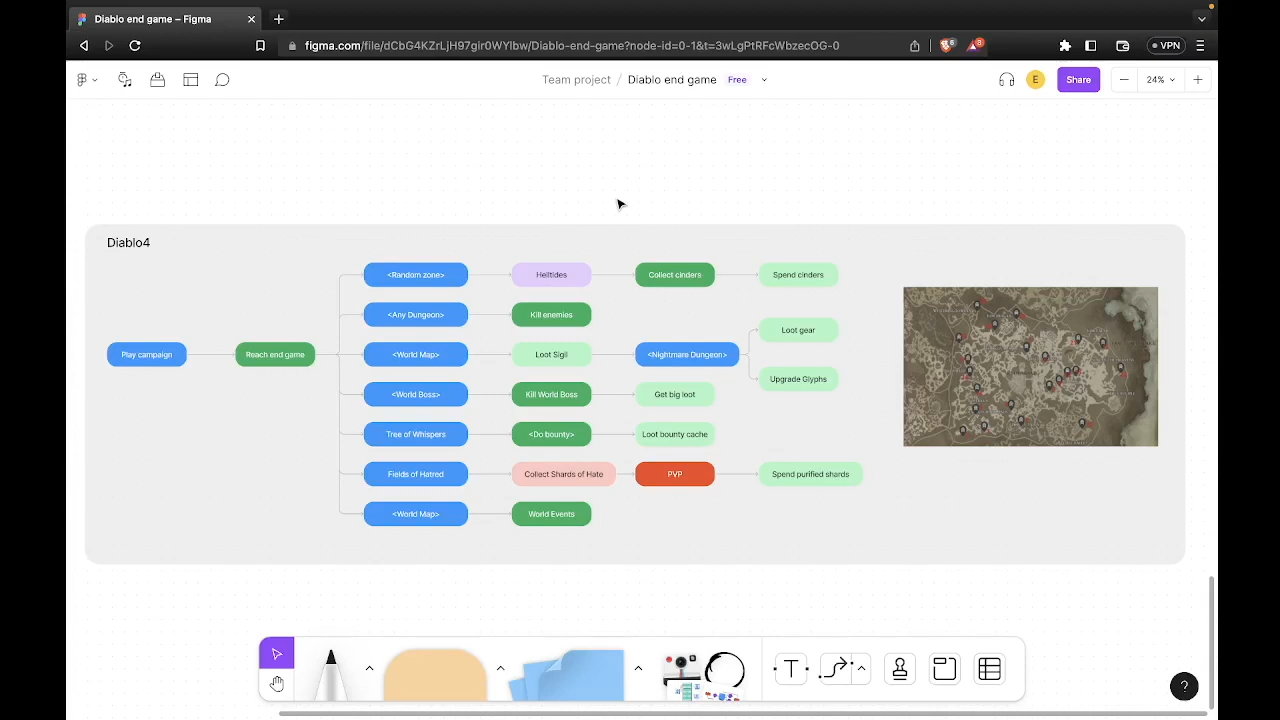 Diablo end game – Figma
figma.com/file/dCbG4KZrLjH97gir0WYlbw/Diablo-end-game?node-id=0-1&t=3wLgPtRFcWbzecOG-0
6
8
VPN
Team project / Diablo end game Free
E
Share
24%
Diablo4
<Random zone>
Helltides
Collect cinders
Spend cinders
<Any Dungeon>
Kill enemies
Loot gear
Play campaign
Reach end game
<World Map>
Loot Sigil
<Nightmare Dungeon>
Upgrade Glyphs
<World Boss>
Kill World Boss
Get big loot
Tree of Whispers
<Do bounty>
Loot bounty cache
Fields of Hatred
Collect Shards of Hate
PVP
Spend purified shards
<World Map>
World Events
T
?